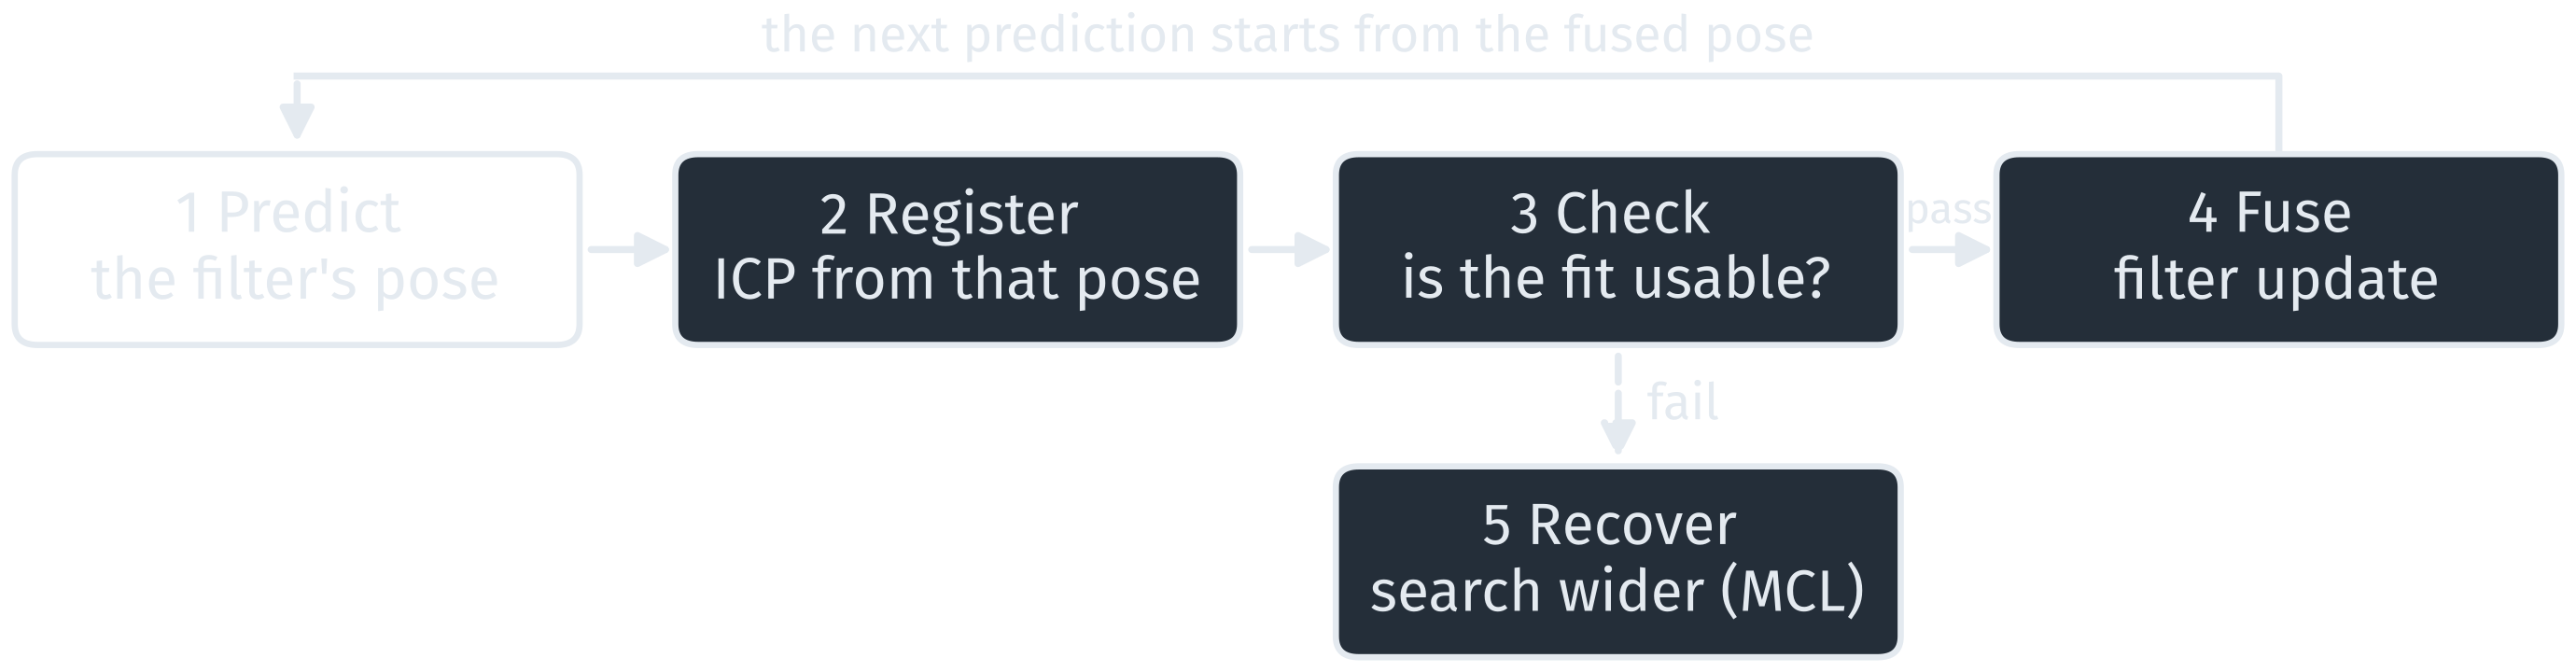 the next prediction starts from the fused pose
1 Predict
the filter's pose
2 Register
ICP from that pose
3 Check
is the fit usable?
pass
4 Fuse
filter update
fail
5 Recover
search wider (MCL)